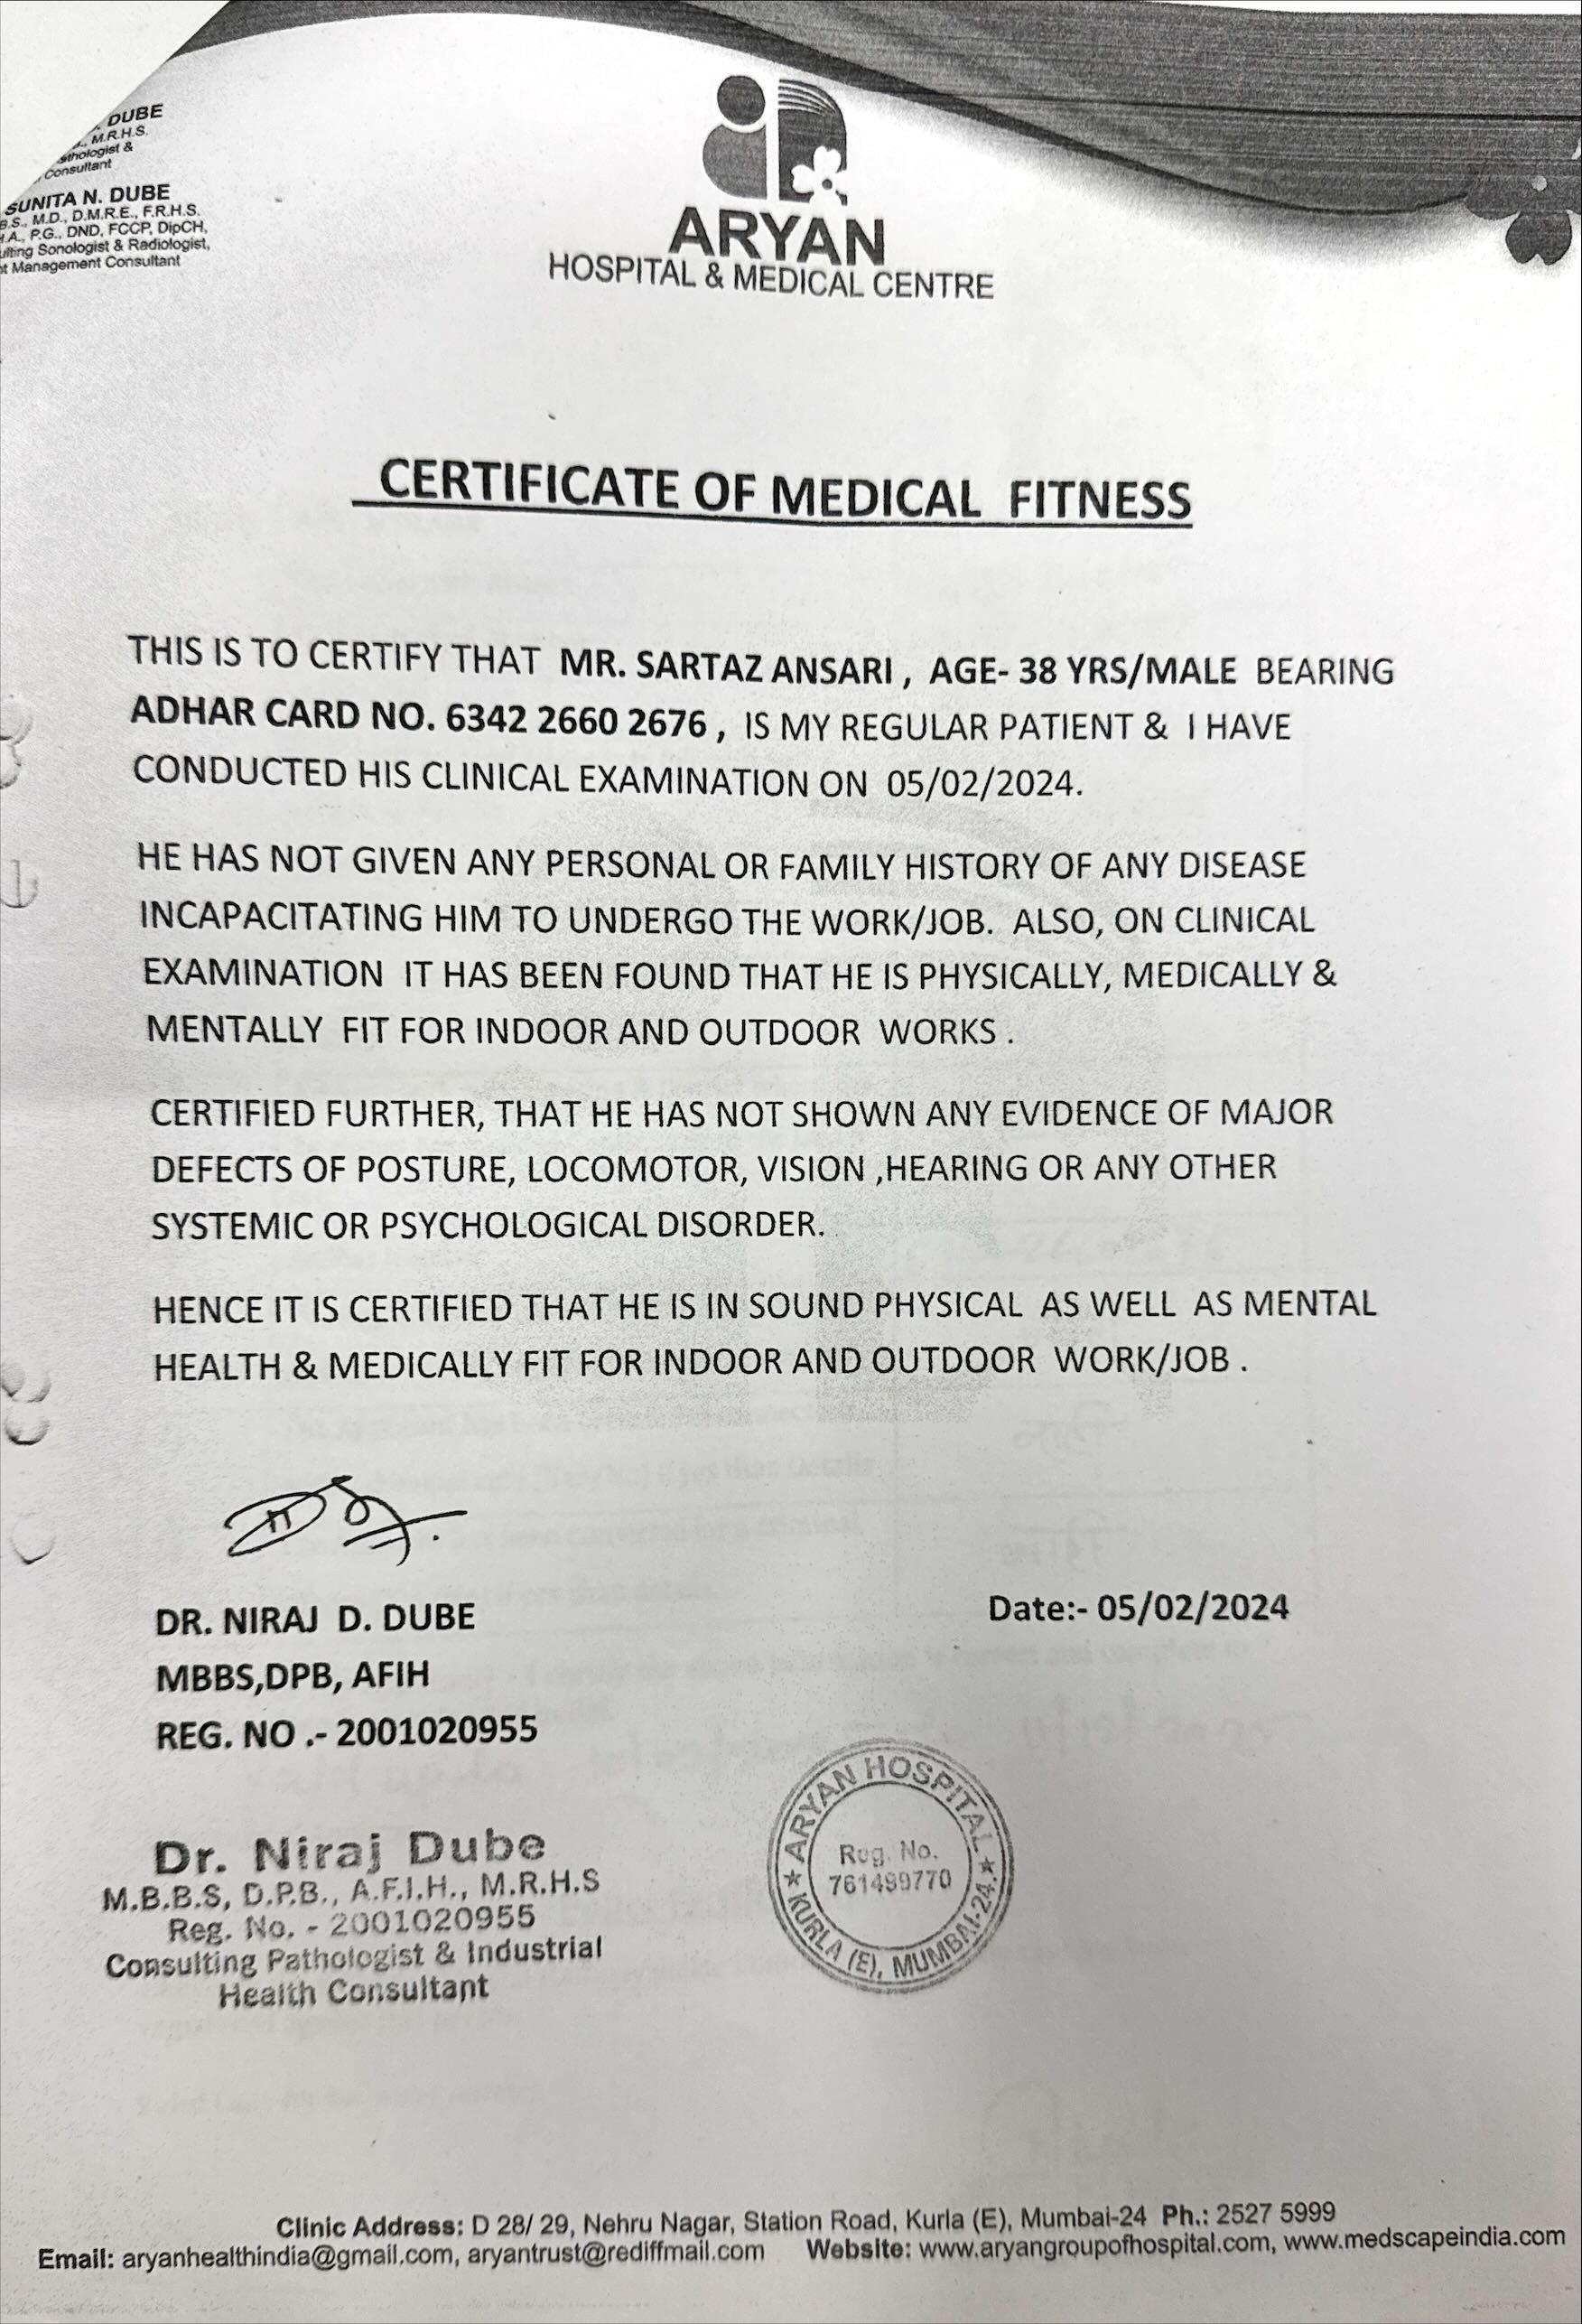 DUBE
M.R.H.S.
Consultant
SUNITA N. DUBE
M.D., D.M.R.E., F.R.H.S.
P.G., DND, FCCP, DipCH,
Sonologist & Radiologist,
Management Consultant
ARYAN
HOSPITAL & MEDICAL CENTRE
CERTIFICATE OF MEDICAL FITNESS
THIS IS TO CERTIFY THAT MR. SARTAZ ANSARI , AGE- 38 YRS/MALE BEARING
ADHAR CARD NO. 6342 2660 2676 , IS MY REGULAR PATIENT & I HAVE
CONDUCTED HIS CLINICAL EXAMINATION ON 05/02/2024.
HE HAS NOT GIVEN ANY PERSONAL OR FAMILY HISTORY OF ANY DISEASE
INCAPACITATING HIM TO UNDERGO THE WORK/JOB. ALSO, ON CLINICAL
EXAMINATION IT HAS BEEN FOUND THAT HE IS PHYSICALLY, MEDICALLY &
MENTALLY FIT FOR INDOOR AND OUTDOOR WORKS .
CERTIFIED FURTHER, THAT HE HAS NOT SHOWN ANY EVIDENCE OF MAJOR
DEFECTS OF POSTURE, LOCOMOTOR, VISION ,HEARING OR ANY OTHER
SYSTEMIC OR PSYCHOLOGICAL DISORDER.
HENCE IT IS CERTIFIED THAT HE IS IN SOUND PHYSICAL AS WELL AS MENTAL
HEALTH & MEDICALLY FIT FOR INDOOR AND OUTDOOR WORK/JOB .
DR. NIRAJ D. DUBE
Date:- 05/02/2024
MBBS,DPB, AFIH
REG. NO .- 2001020955
Dr. Niraj Dube
M.B.B.S, D.P.B., A.F.I.H., M.R.H.S
Reg. No. - 2001020955
Consulting Pathologist & Industrial
Health Consultant
ARYAN HOSPITAL
Reg. No.
761499770
KURLA (E), MUMBAI-24.
Clinic Address: D 28/ 29, Nehru Nagar, Station Road, Kurla (E), Mumbai-24 Ph.: 2527 5999
Email: aryanhealthindia@gmail.com, aryantrust@rediffmail.com Website: www.aryangroupofhospital.com, www.medscapeindia.com